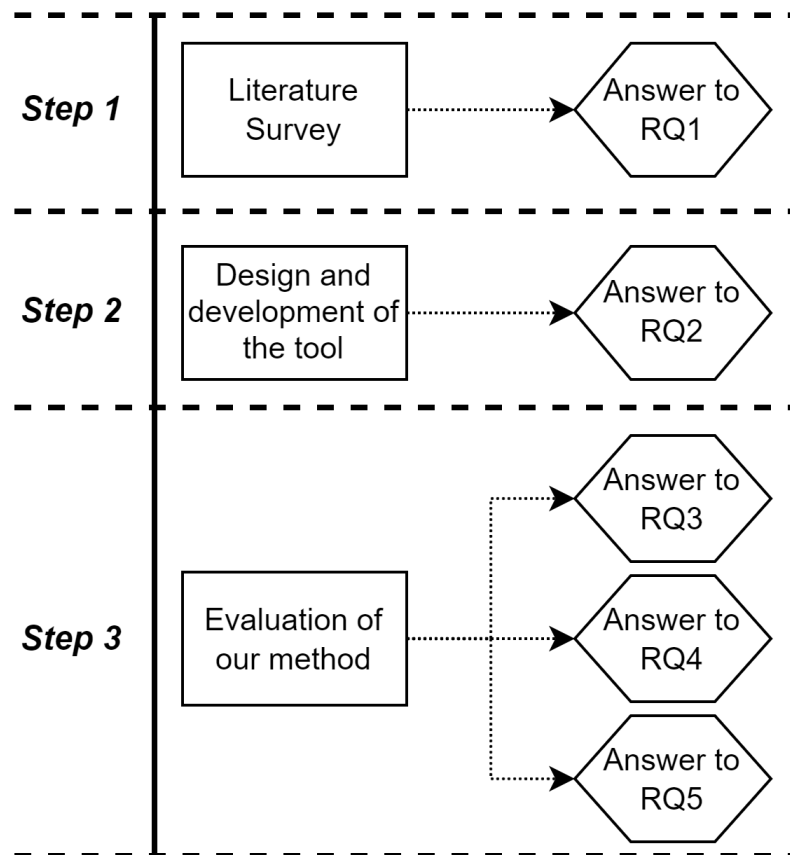 Step 1
Literature
Survey
Answer to
RQ1
Step 2
Design and
development of
the tool
Answer to
RQ2
Step 3
Evaluation of
our method
Answer to
RQ3
Answer to
RQ4
Answer to
RQ5